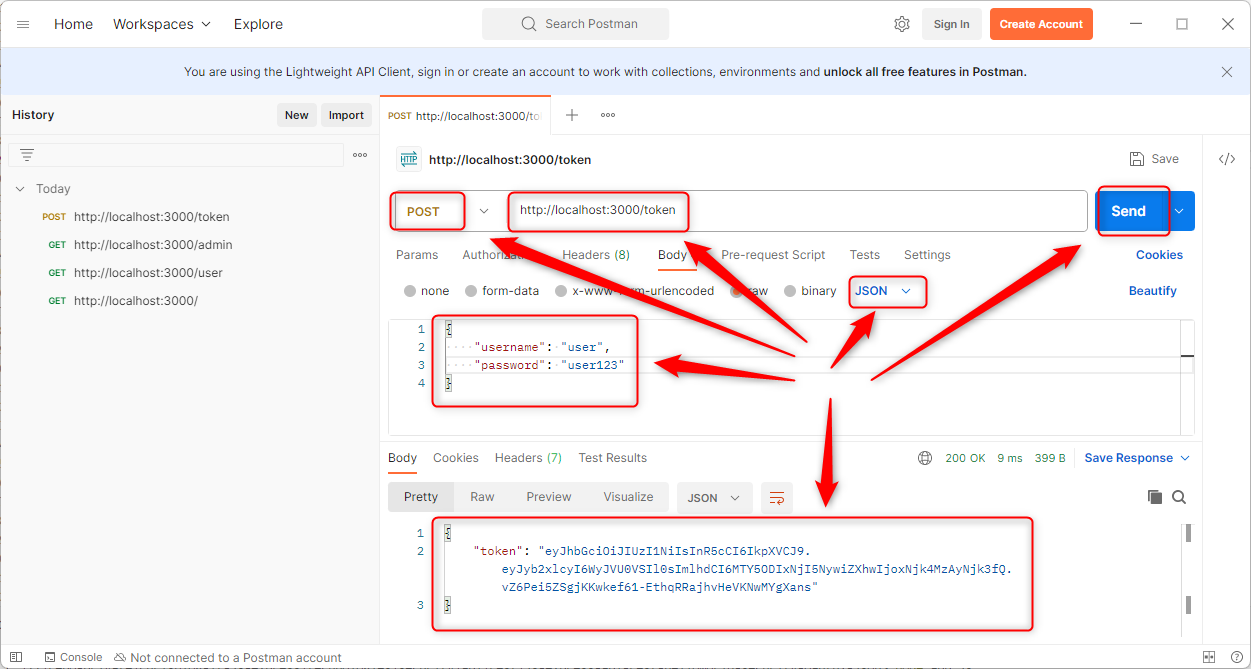 Home Workspaces Explore Search Postman Sign In Create Account
You are using the Lightweight API Client, sign in or create an account to work with collections, environments and unlock all free features in Postman.
History New Import
POST http://localhost:3000/to
HTTP http://localhost:3000/token Save
Today
POST http://localhost:3000/token
GET http://localhost:3000/admin
GET http://localhost:3000/user
GET http://localhost:3000/
POST http://localhost:3000/token Send
Params Authorization Headers (8) Body Pre-request Script Tests Settings Cookies
none form-data x-www-form-urlencoded raw binary JSON Beautify
1 {
2 "username": "user",
3 "password": "user123"
4 }
Body Cookies Headers (7) Test Results 200 OK 9 ms 399 B Save Response
Pretty Raw Preview Visualize JSON
1 {
2 "token": "eyJhbGciOiJIUzI1NiIsInR5cCI6IkpXVCJ9.
eyJyb2xlcyI6WyJVU0VSIl0sImlhdCI6MTY5ODIxNjI5NywiZXhwIjoxNjk4MzAyNjk3fQ.
vZ6Pei5ZSgjKKwkef61-EthqRRajhvHeVKNwMYgXans"
3 }
Console Not connected to a Postman account